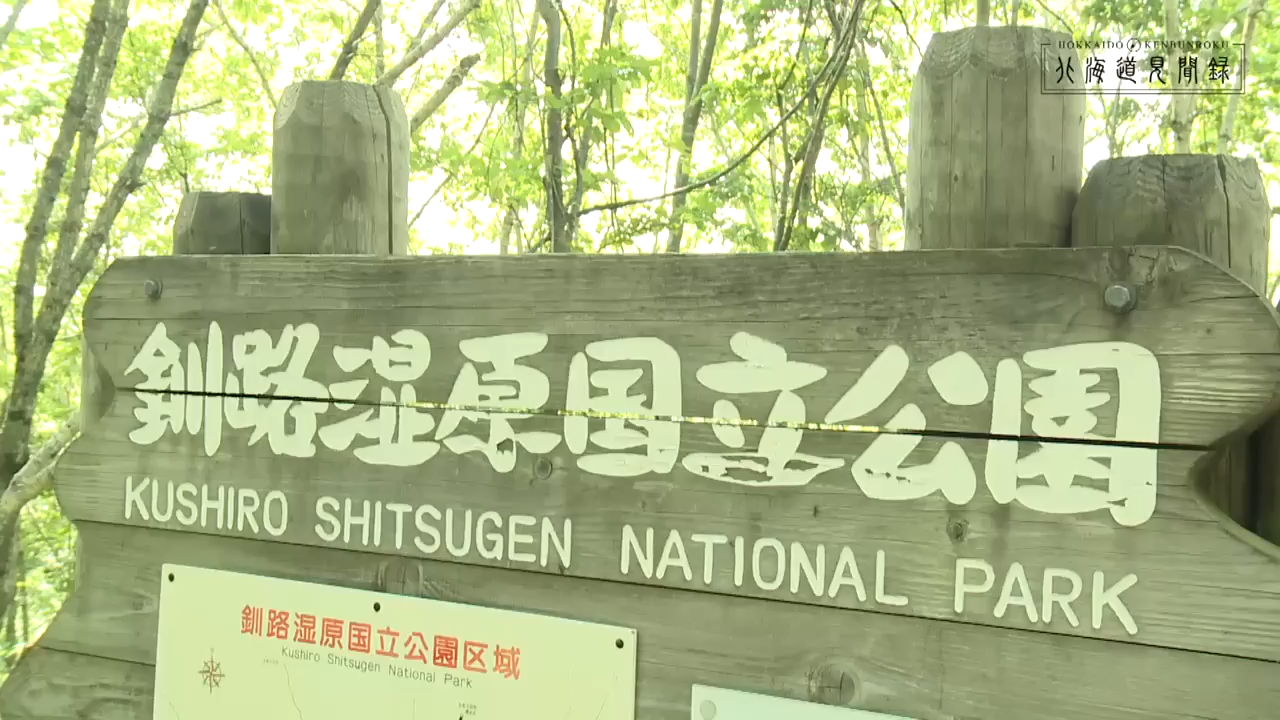 HOKKAIDO KENBUNROKU
北海道見聞録
釧路湿原国立公園
KUSHIRO SHITSUGEN NATIONAL PARK
釧路湿原国立公園区域
Kushiro Shitsugen National Park